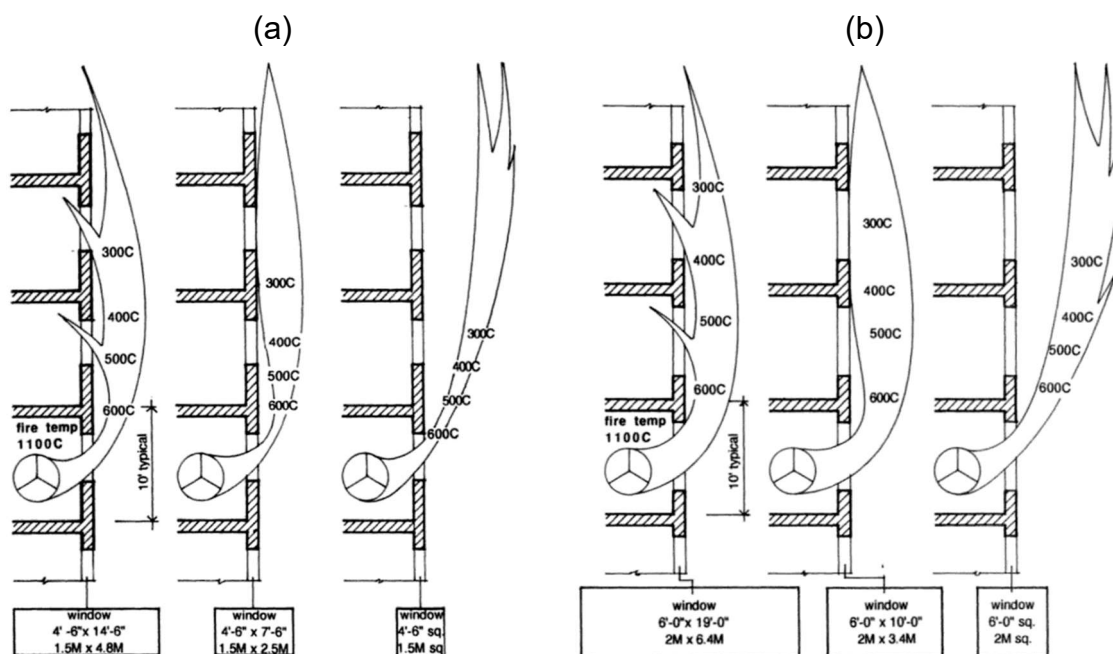 (a)
(b)
300C
400C
500C
600C
fire temp
1100C
10' typical
300C
400C
500C
600C
300C
400C
500C
600C
300C
400C
500C
600C
fire temp
1100C
10' typical
300C
400C
500C
600C
300C
400C
500C
600C
window
4' -6" x 14'-6"
1.5M x 4.8M
window
4'-6" x 7'-6"
1.5M x 2.5M
window
4'-6" sq.
1.5M sq
window
6'-0"x 19'-0"
2M x 6.4M
window
6'-0" x 10'-0"
2M x 3.4M
window
6'-0" sq.
2M sq.